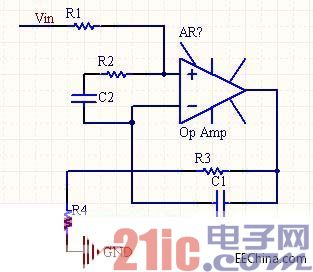 Vin
R1
AR?
R2
C2
Op Amp
R3
C1
R4
GND
21ic.com
电子网
EEChina.com